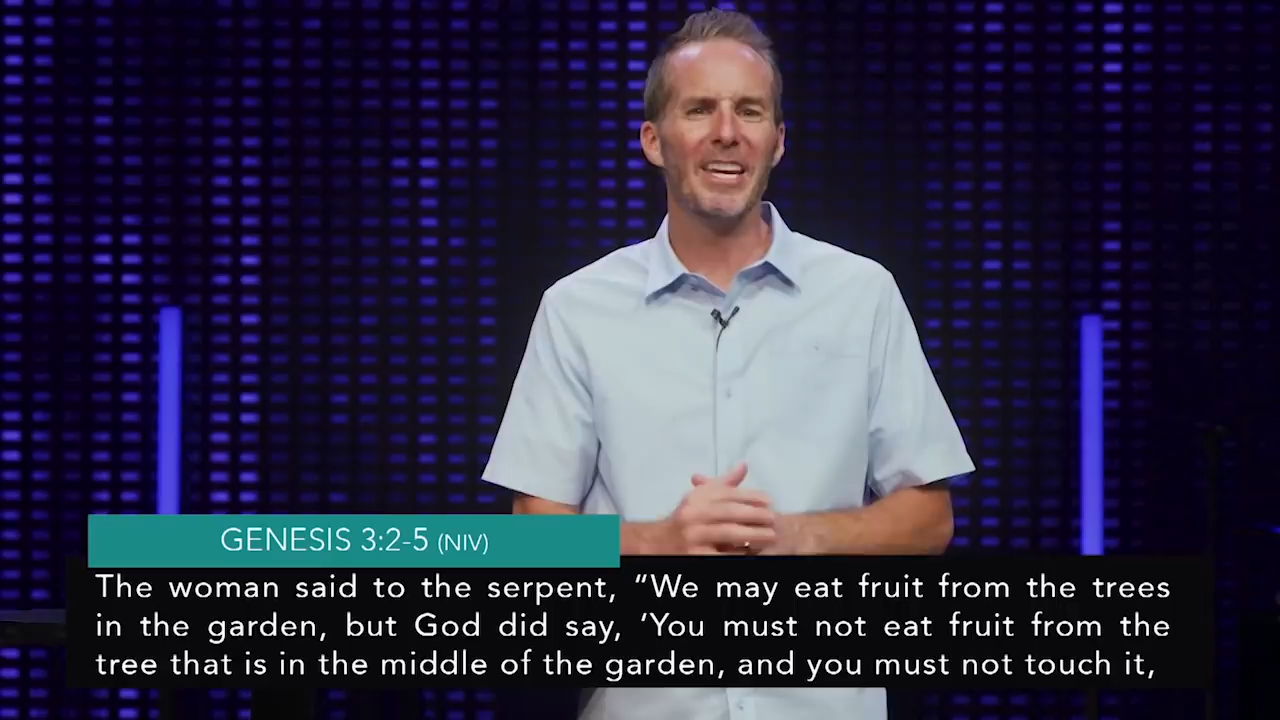 GENESIS 3:2-5 (NIV)
The woman said to the serpent, “We may eat fruit from the trees
in the garden, but God did say, ‘You must not eat fruit from the
tree that is in the middle of the garden, and you must not touch it,